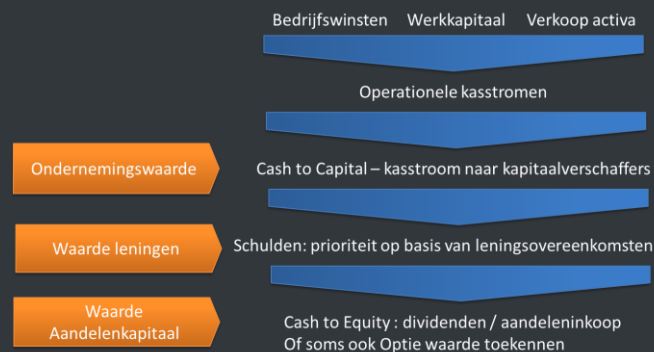 Bedrijfswinsten Werkkapitaal Verkoop activa
Operationele kasstromen
Ondernemingswaarde
Cash to Capital – kasstroom naar kapitaalverschaffers
Waarde leningen
Schulden: prioriteit op basis van leningsovereenkomsten
Waarde
Aandelenkapitaal
Cash to Equity : dividenden / aandeleninkoop
Of soms ook Optie waarde toekennen